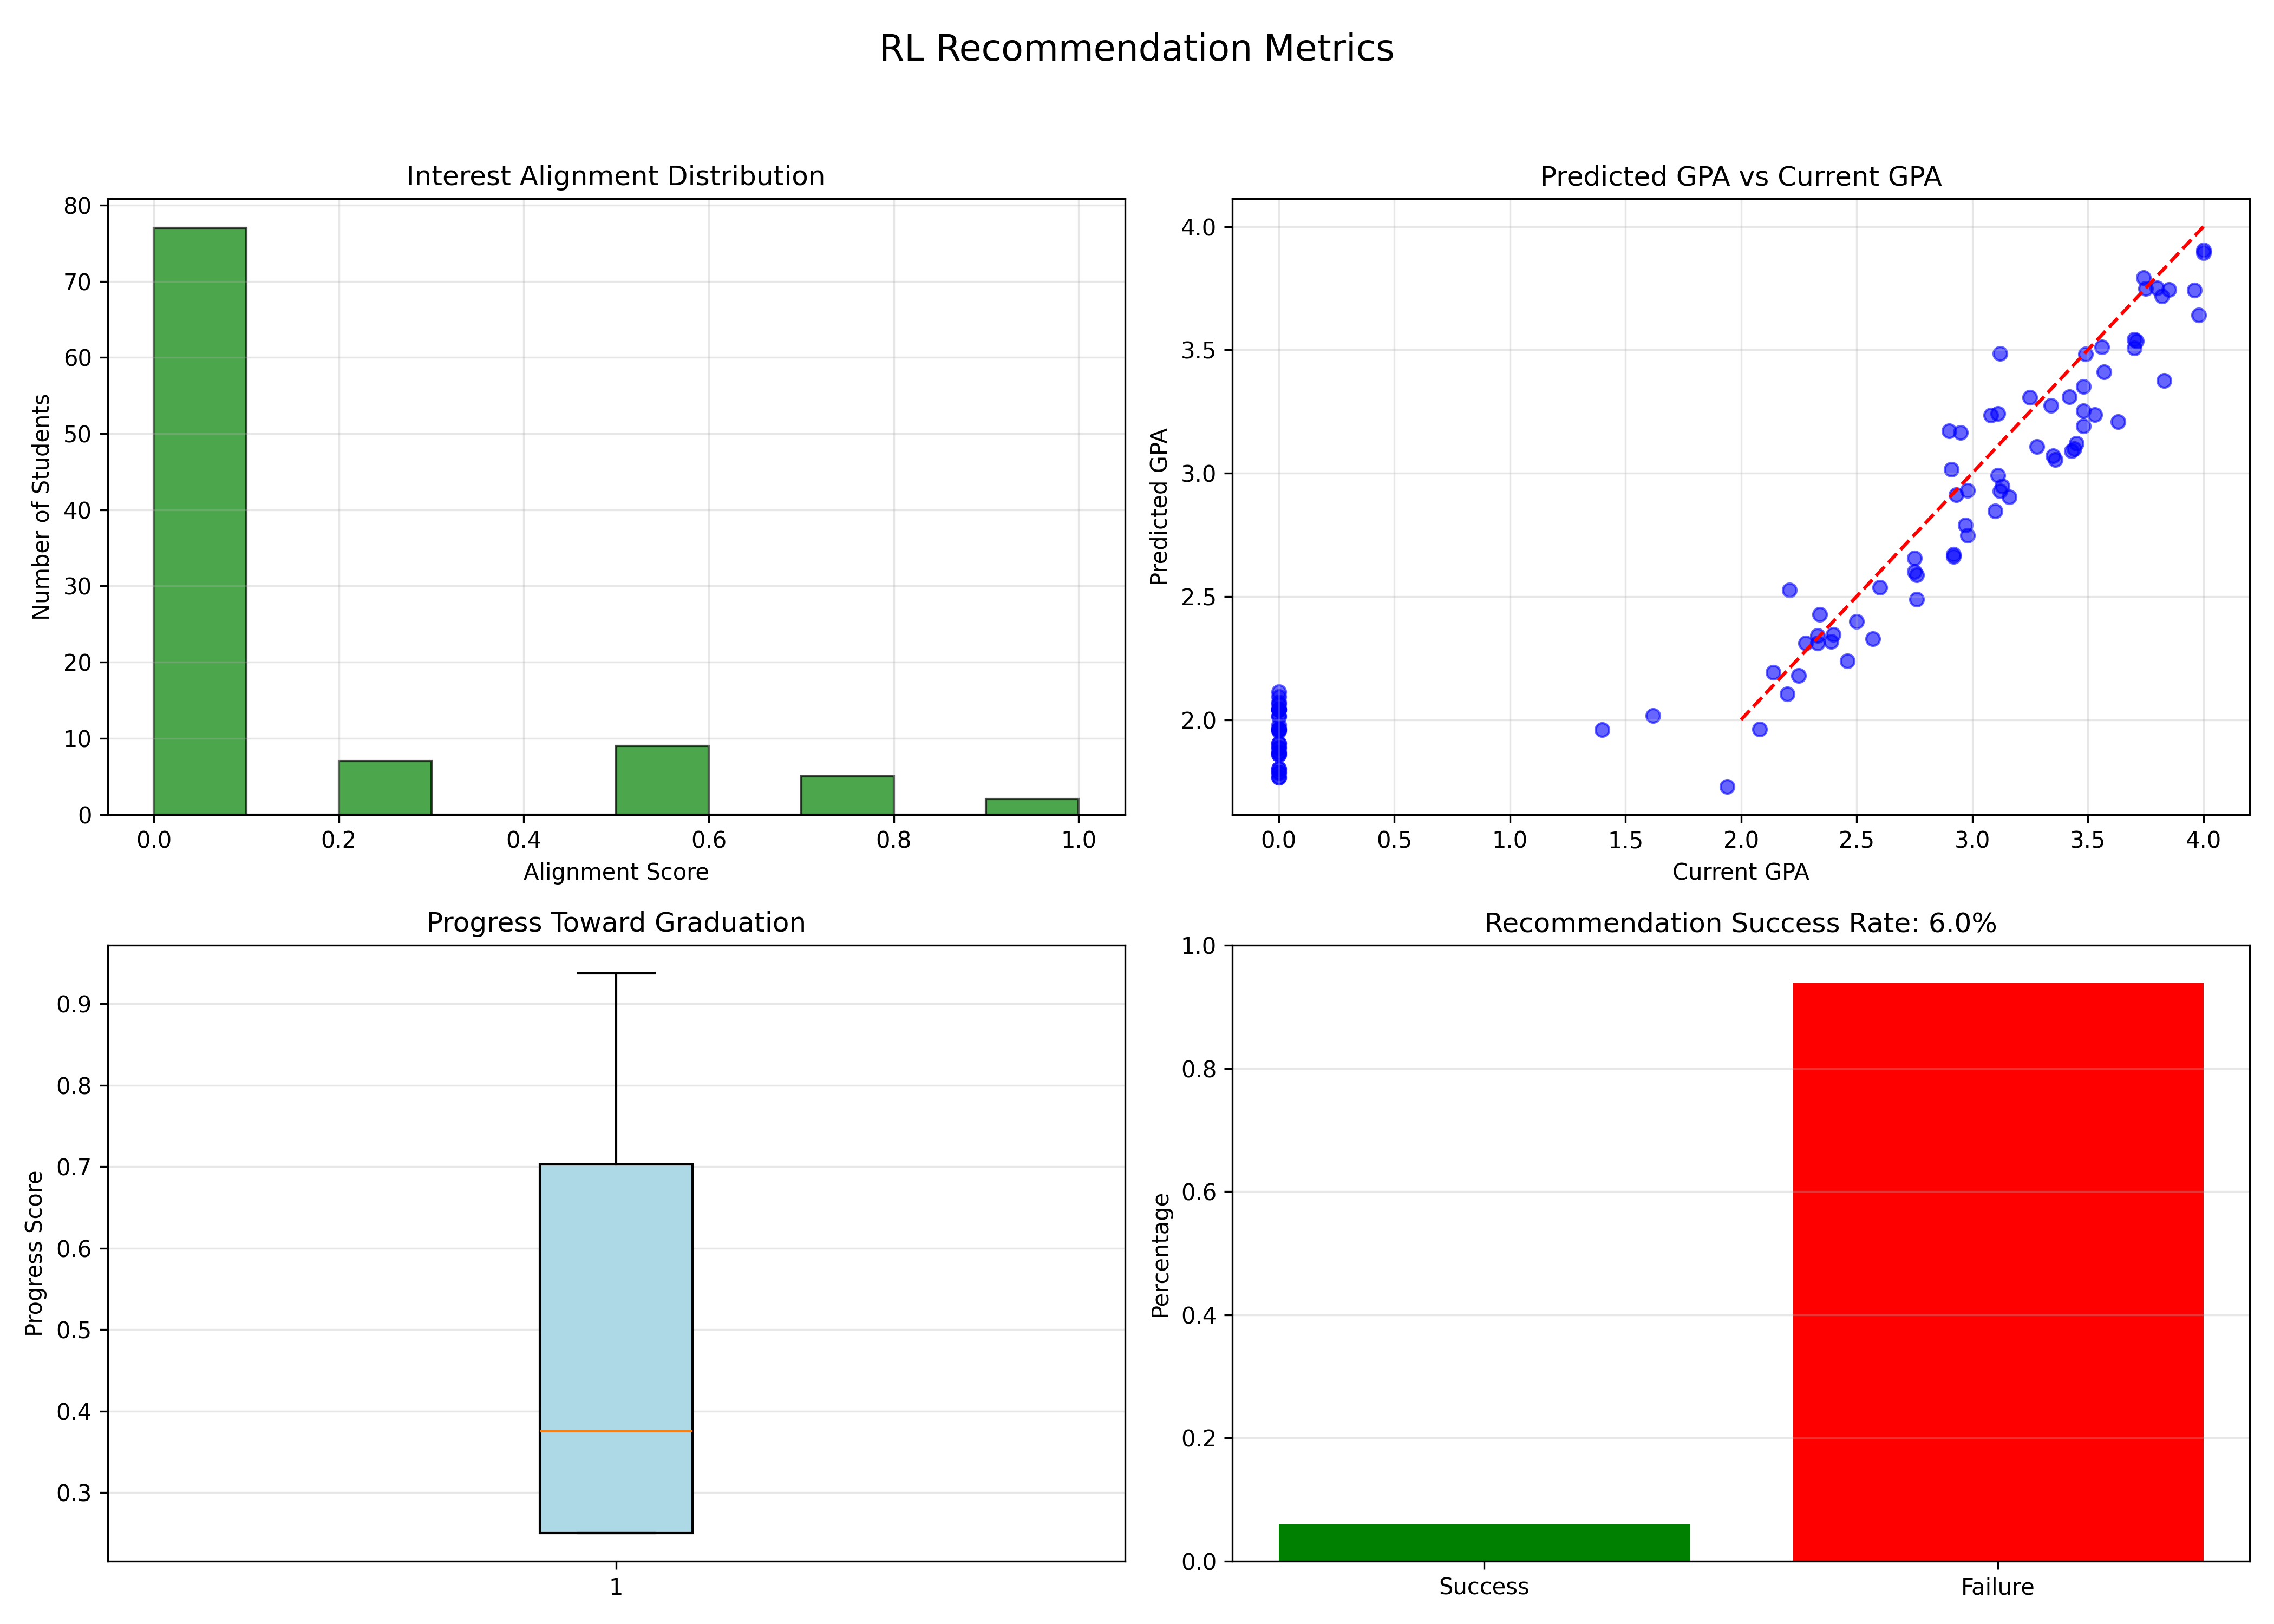 RL Recommendation Metrics
Interest Alignment Distribution
Number of Students
80
70
60
50
40
30
20
10
0
0.0 0.2 0.4 0.6 0.8 1.0
Alignment Score
Predicted GPA vs Current GPA
Predicted GPA
4.0
3.5
3.0
2.5
2.0
0.0 0.5 1.0 1.5 2.0 2.5 3.0 3.5 4.0
Current GPA
Progress Toward Graduation
Progress Score
0.9
0.8
0.7
0.6
0.5
0.4
0.3
1
Recommendation Success Rate: 6.0%
Percentage
1.0
0.8
0.6
0.4
0.2
0.0
Success Failure